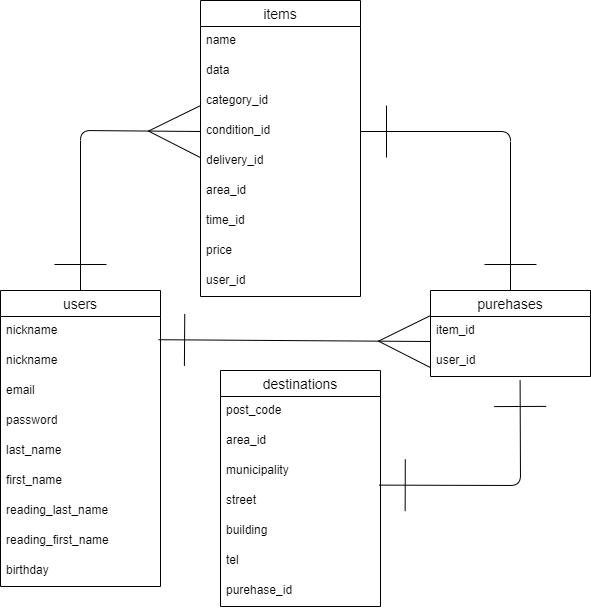 items
name
data
category_id
condition_id
delivery_id
area_id
time_id
price
user_id
users
nickname
nickname
email
password
last_name
first_name
reading_last_name
reading_first_name
birthday
purehases
item_id
user_id
destinations
post_code
area_id
municipality
street
building
tel
purehase_id